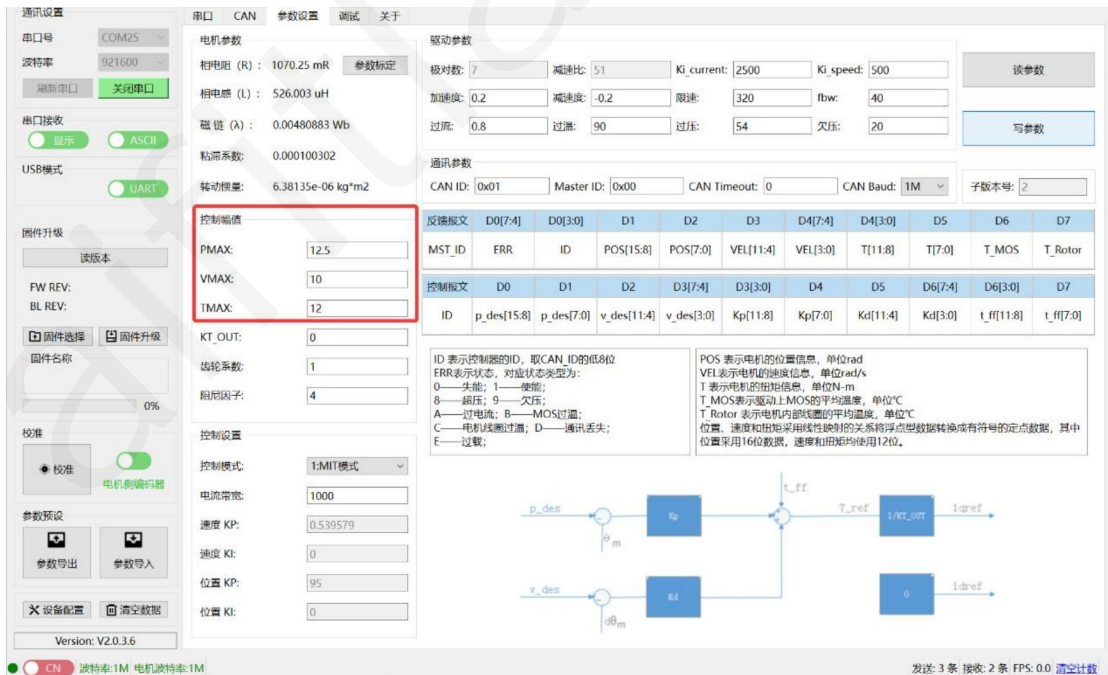 通讯设置
串口号 COM25
波特率 921600
刷新串口 关闭串口
串口接收
显示 ASCII
USB模式
UART
固件升级
读版本
FW REV:
BL REV:
固件选择 固件升级
固件名称
0%
校准
校准
电机侧编码器
参数预设
参数导出 参数导入
设备配置 清空数据
Version: V2.0.3.6
串口 CAN 参数设置 调试 关于
电机参数
相电阻 (R) : 1070.25 mR 参数标定
相电感 (L) : 526.003 uH
磁链 (λ) : 0.00480883 Wb
粘滞系数: 0.000100302
转动惯量: 6.38135e-06 kg*m2
控制幅值
PMAX: 12.5
VMAX: 10
TMAX: 12
KT_OUT: 0
齿轮系数: 1
阻尼因子: 4
控制设置
控制模式: 1:MIT模式
电流带宽: 1000
速度 KP: 0.539579
速度 KI: 0
位置 KP: 95
位置 KI: 0
驱动参数
极对数: 7 减速比: 51 Ki_current: 2500 Ki_speed: 500
加速度: 0.2 减速度: -0.2 限速: 320 fbw: 40
过流: 0.8 过温: 90 过压: 54 欠压: 20
读参数
写参数
通讯参数
CAN ID: 0x01 Master ID: 0x00 CAN Timeout: 0 CAN Baud: 1M 子版本号: 2
反馈报文 D0[7:4] D0[3:0] D1 D2 D3 D4[7:4] D4[3:0] D5 D6 D7
MST_ID ERR ID POS[15:8] POS[7:0] VEL[11:4] VEL[3:0] T[11:8] T[7:0] T_MOS T_Rotor
控制报文 D0 D1 D2 D3[7:4] D3[3:0] D4 D5 D6[7:4] D6[3:0] D7
ID p_des[15:8] p_des[7:0] v_des[11:4] v_des[3:0] Kp[11:8] Kp[7:0] Kd[11:4] Kd[3:0] t_ff[11:8] t_ff[7:0]
ID 表示控制器的ID，取CAN_ID的低8位
ERR表示状态，对应状态类型为：
0——失能；1——使能；
8——超压；9——欠压；
A——过电流；B——MOS过温；
C——电机线圈过温；D——通讯丢失；
E——过载；
POS 表示电机的位置信息，单位rad
VEL表示电机的速度信息，单位rad/s
T 表示电机的扭矩信息，单位N-m
T_MOS表示驱动上MOS的平均温度，单位℃
T_Rotor 表示电机内部线圈的平均温度，单位℃
位置、速度和扭矩采用线性映射的关系将浮点型数据转换成有符号的定点数据，其中
位置采用16位数据，速度和扭矩均使用12位。
t_ff
p_des Kp T_ref 1/KT_OUT iqref
θm
v_des Kd 0 idref
dθm
CN 波特率:1M 电机波特率:1M
发送: 3 条 接收: 2 条 FPS: 0.0 清空计数